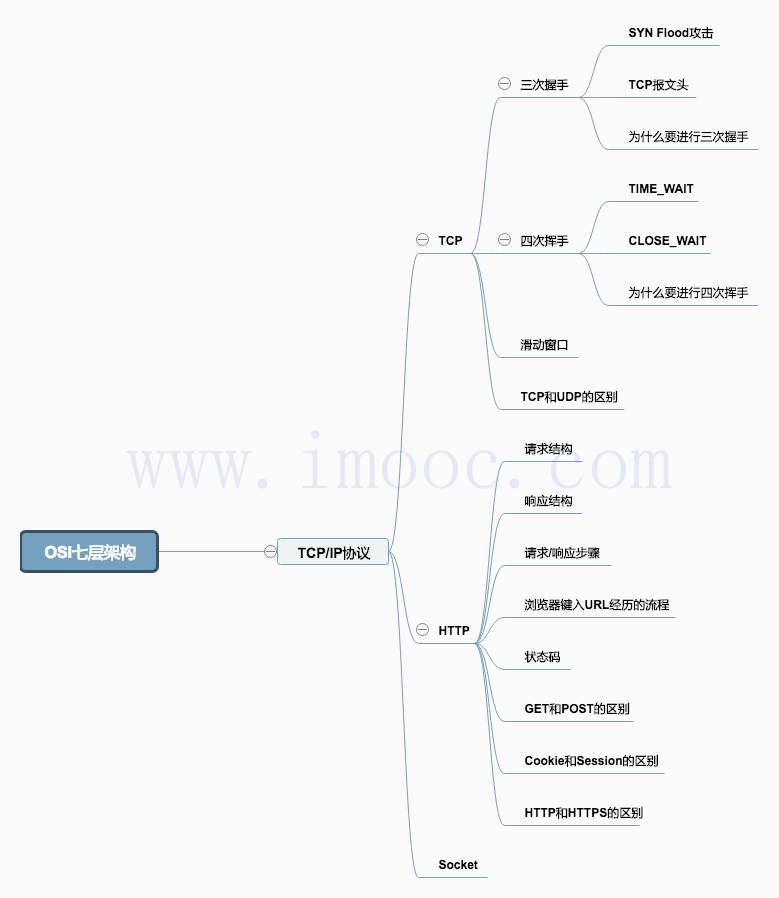 SYN Flood攻击
三次握手
TCP报文头
为什么要进行三次握手
TIME_WAIT
TCP
四次挥手
CLOSE_WAIT
为什么要进行四次挥手
滑动窗口
TCP和UDP的区别
请求结构
www.imooc.com
响应结构
OSI七层架构
TCP/IP协议
请求/响应步骤
浏览器键入URL经历的流程
HTTP
状态码
GET和POST的区别
Cookie和Session的区别
HTTP和HTTPS的区别
Socket